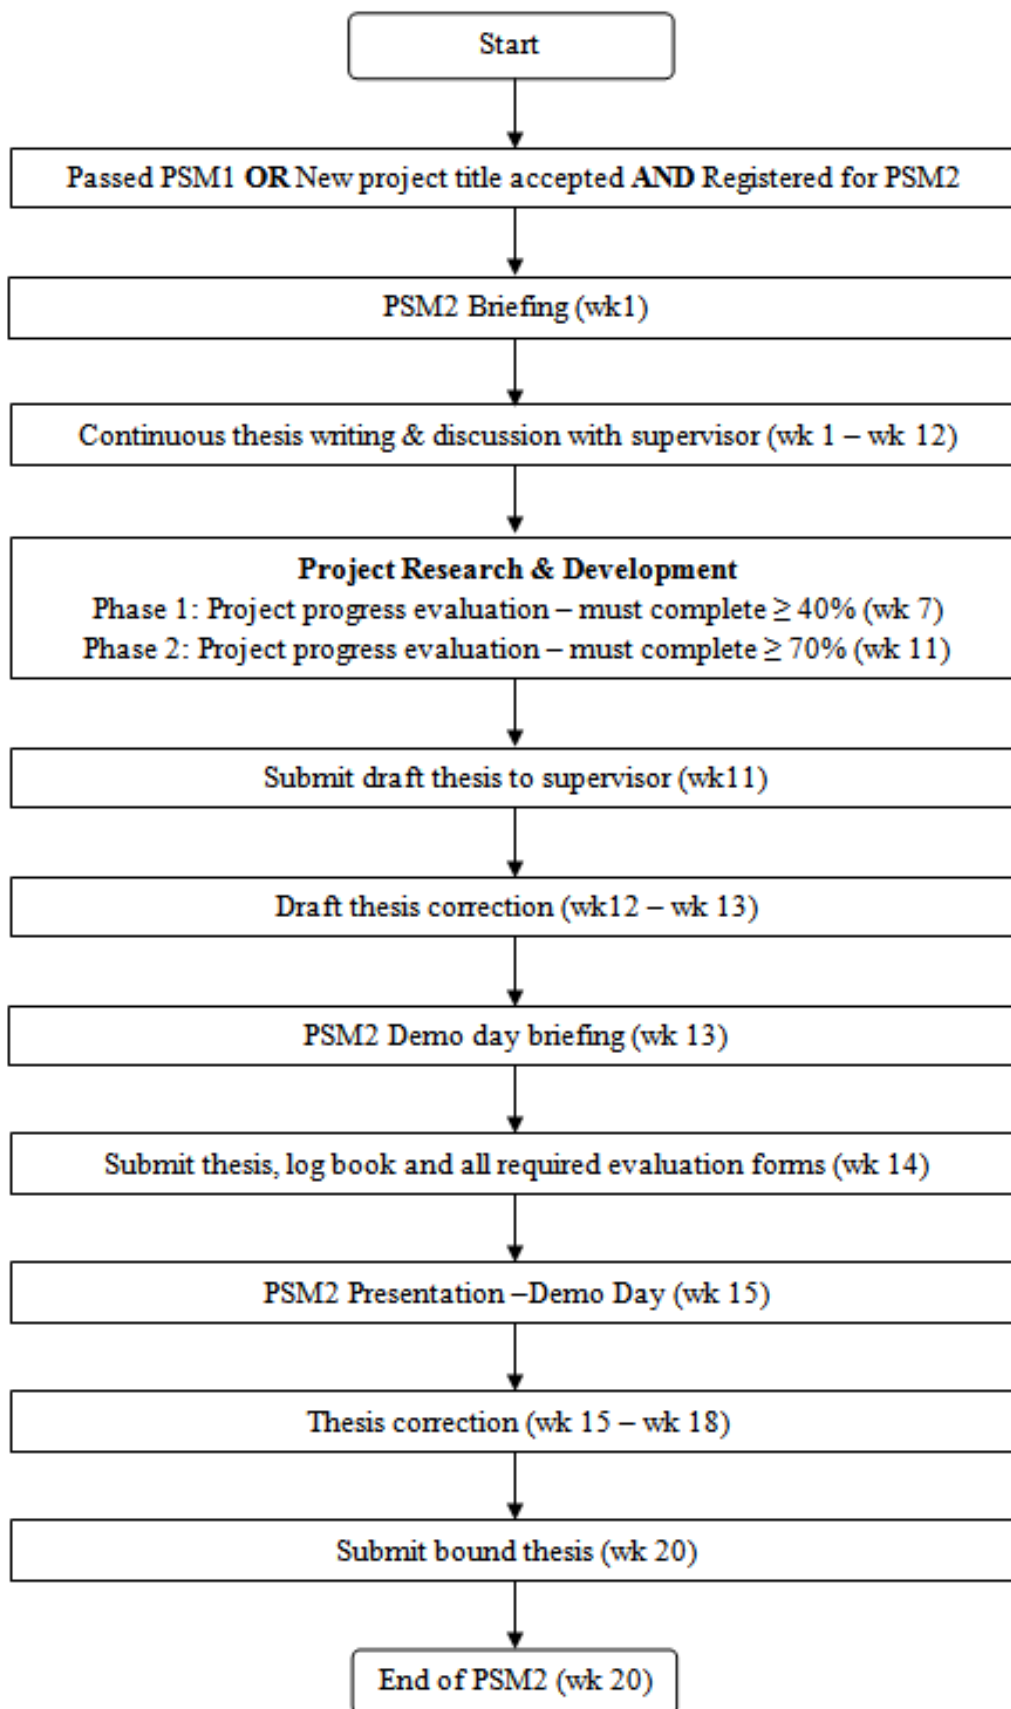 Start
Passed PSM1 OR New project title accepted AND Registered for PSM2
PSM2 Briefing (wk1)
Continuous thesis writing & discussion with supervisor (wk 1 – wk 12)
Project Research & Development
Phase 1: Project progress evaluation – must complete ≥ 40% (wk 7)
Phase 2: Project progress evaluation – must complete ≥ 70% (wk 11)
Submit draft thesis to supervisor (wk11)
Draft thesis correction (wk12 – wk 13)
PSM2 Demo day briefing (wk 13)
Submit thesis, log book and all required evaluation forms (wk 14)
PSM2 Presentation –Demo Day (wk 15)
Thesis correction (wk 15 – wk 18)
Submit bound thesis (wk 20)
End of PSM2 (wk 20)